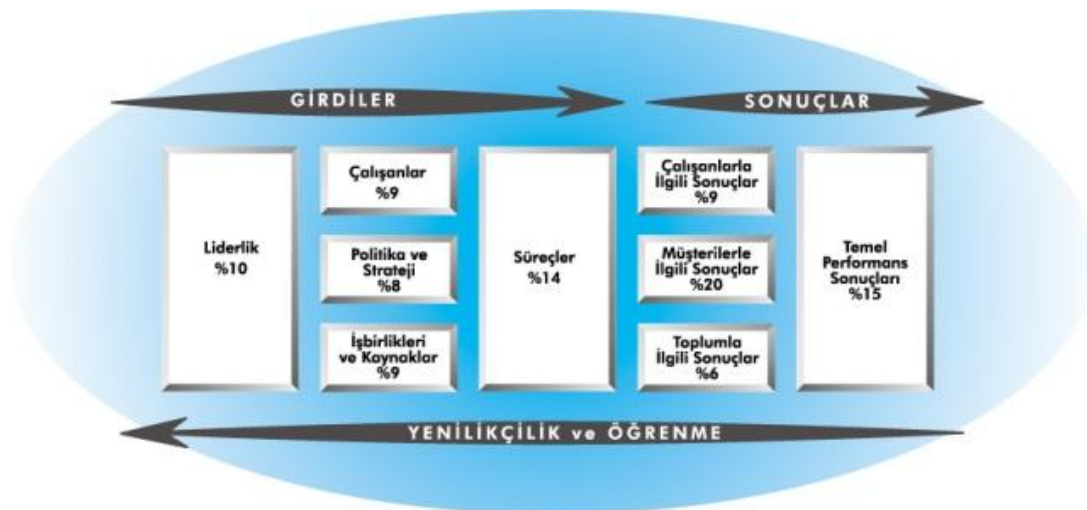 GİRDİLER
SONUÇLAR
Liderlik
%10
Çalışanlar
%9
Politika ve
Strateji
%8
İşbirlikleri
ve Kaynaklar
%9
Süreçler
%14
Çalışanlarla
İlgili Sonuçlar
%9
Müşterilerle
İlgili Sonuçlar
%20
Toplumla
İlgili Sonuçlar
%6
Temel
Performans
Sonuçları
%15
YENİLİKÇİLİK ve ÖĞRENME